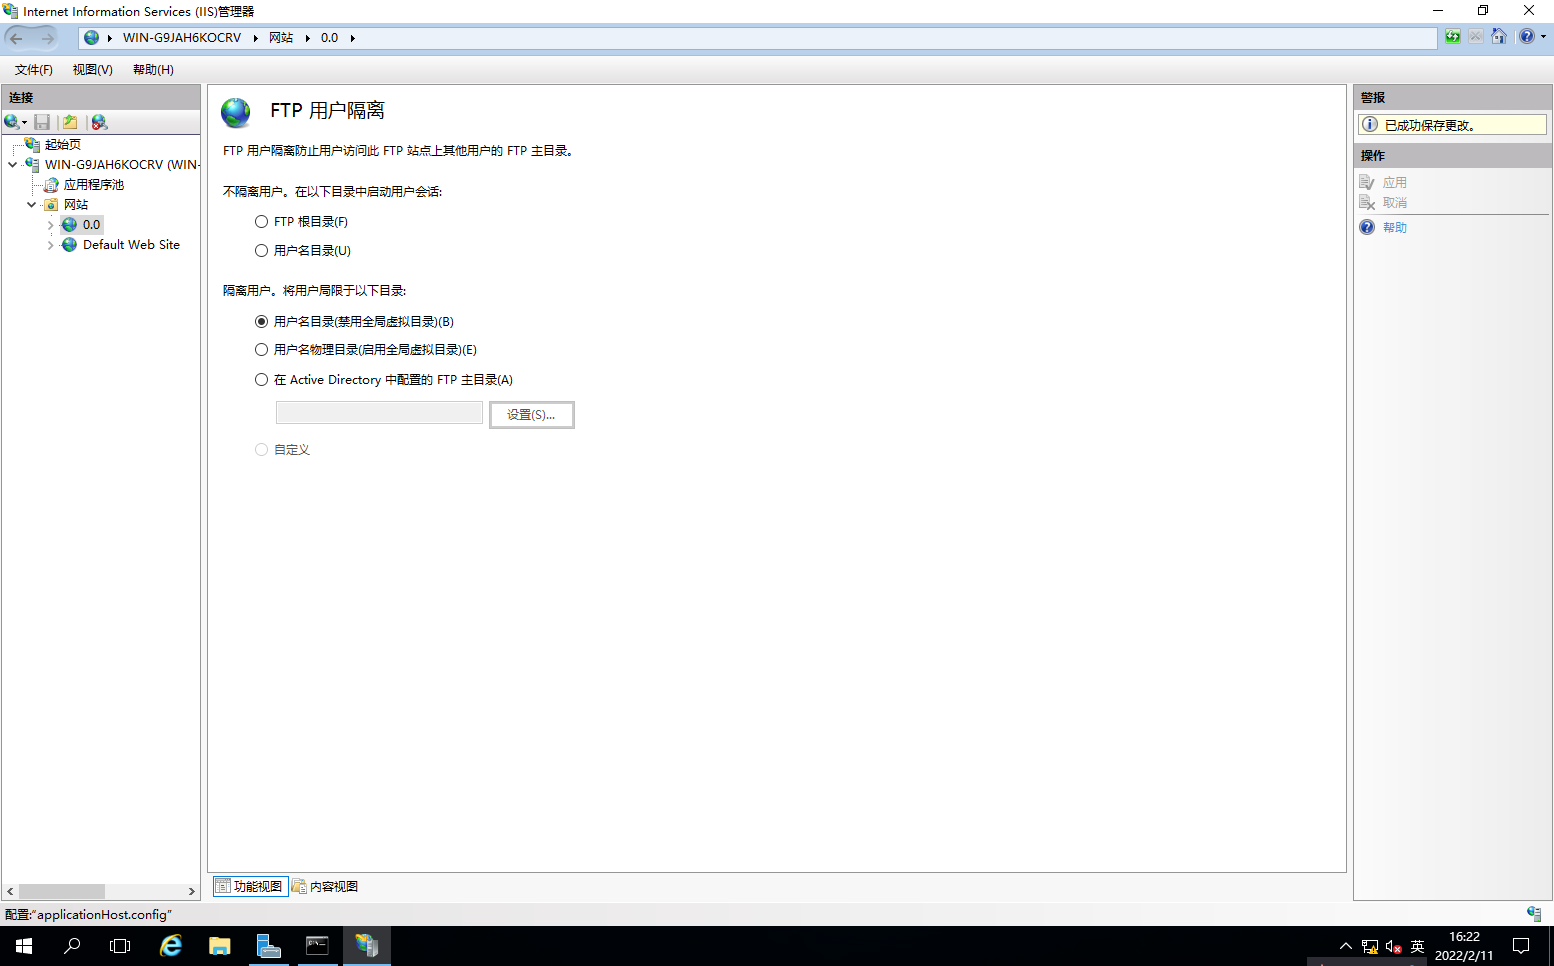 Internet Information Services (IIS)管理器
WIN-G9JAH6KOCRV
网站
0.0
文件(F)
视图(V)
帮助(H)
连接
起始页
WIN-G9JAH6KOCRV (WIN-
应用程序池
网站
0.0
Default Web Site
FTP 用户隔离
FTP 用户隔离防止用户访问此 FTP 站点上其他用户的 FTP 主目录。
不隔离用户。在以下目录中启动用户会话:
FTP 根目录(F)
用户名目录(U)
隔离用户。将用户局限于以下目录:
用户名目录(禁用全局虚拟目录)(B)
用户名物理目录(启用全局虚拟目录)(E)
在 Active Directory 中配置的 FTP 主目录(A)
设置(S)...
自定义
功能视图
内容视图
警报
已成功保存更改。
操作
应用
取消
帮助
配置:"applicationHost.config"
英
16:22
2022/2/11